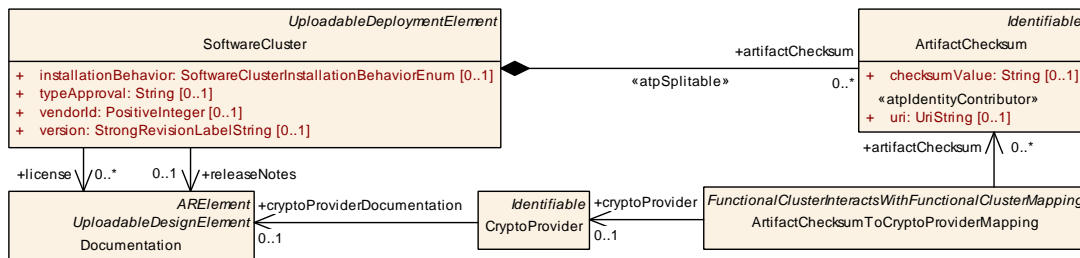 UploadableDeploymentElement
SoftwareCluster
+ installationBehavior: SoftwareClusterInstallationBehaviorEnum [0..1]
+ typeApproval: String [0..1]
+ vendorId: PositiveInteger [0..1]
+ version: StrongRevisionLabelString [0..1]
+artifactChecksum
«atpSplitable»
0..*
Identifiable
ArtifactChecksum
+ checksumValue: String [0..1]
«atpIdentityContributor»
+ uri: UriString [0..1]
+artifactChecksum 0..*
+license 0..*
0..1 +releaseNotes
ARElement
UploadableDesignElement
Documentation
+cryptoProviderDocumentation
0..1
Identifiable
CryptoProvider
+cryptoProvider
0..1
FunctionalClusterInteractsWithFunctionalClusterMapping
ArtifactChecksumToCryptoProviderMapping